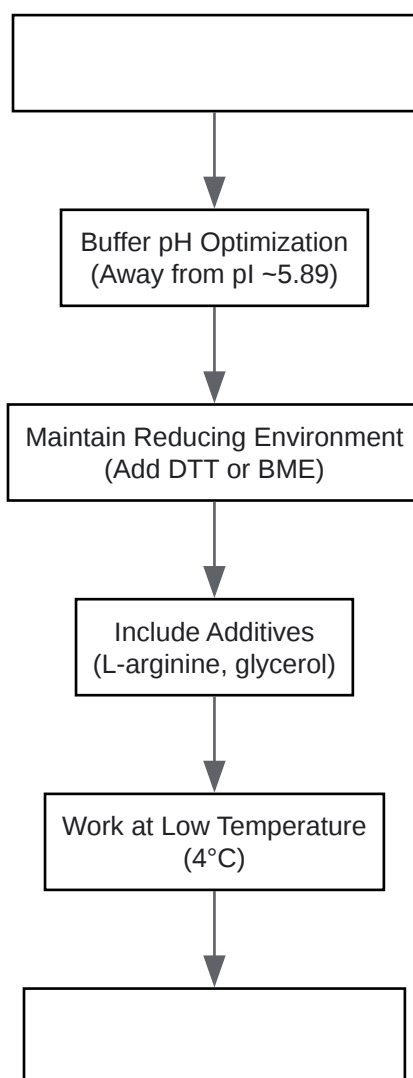 Buffer pH Optimization
(Away from pI ~5.89)
Maintain Reducing Environment
(Add DTT or BME)
Include Additives
(L-arginine, glycerol)
Work at Low Temperature
(4°C)